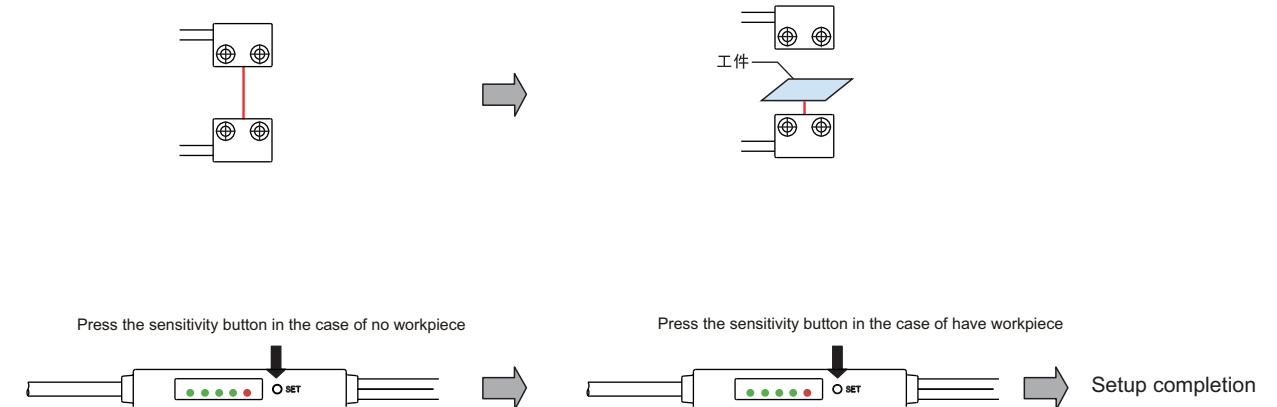 工件
Press the sensitivity button in the case of no workpiece
Press the sensitivity button in the case of have workpiece
SET
SET
Setup completion